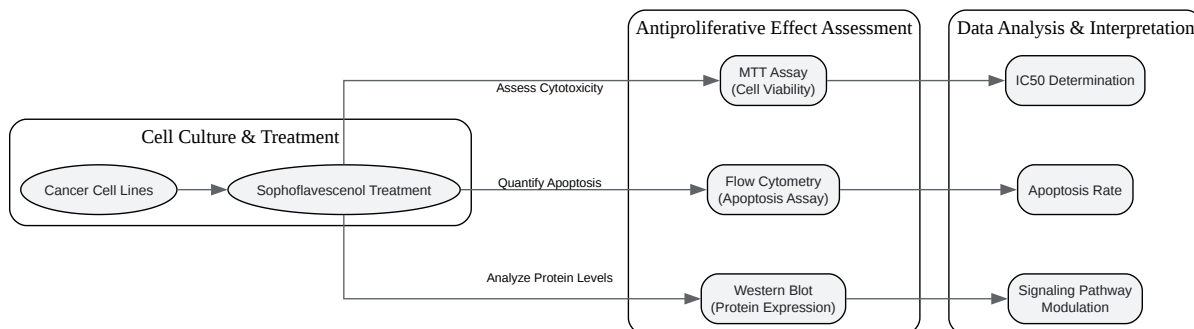 Antiproliferative Effect Assessment
Data Analysis & Interpretation
MTT Assay
(Cell Viability)
IC50 Determination
Assess Cytotoxicity
Cell Culture & Treatment
Cancer Cell Lines
Sophoflavescenol Treatment
Quantify Apoptosis
Flow Cytometry
(Apoptosis Assay)
Apoptosis Rate
Analyze Protein Levels
Western Blot
(Protein Expression)
Signaling Pathway
Modulation